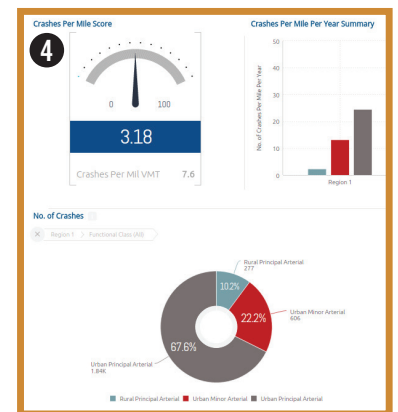 Crashes Per Mile Score
4
0
100
3.18
Crashes Per Mil VMT 7.6
Crashes Per Mile Per Year Summary
No. of Crashes Per Mile Per Year
50
40
30
20
10
0
Region 1
No. of Crashes
X Region 1 Functional Class (All)
Rural Principal Arterial
277
10.2%
Urban Minor Arterial
606
22.2%
67.6%
Urban Principal Arterial
1.84K
Rural Principal Arterial Urban Minor Arterial Urban Principal Arterial